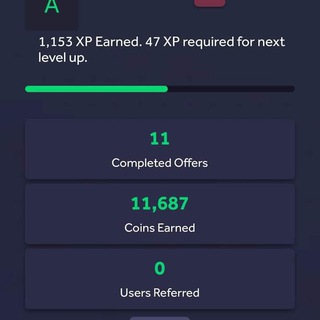 A
1,153 XP Earned. 47 XP required for next
level up.
11
Completed Offers
11,687
Coins Earned
0
Users Referred